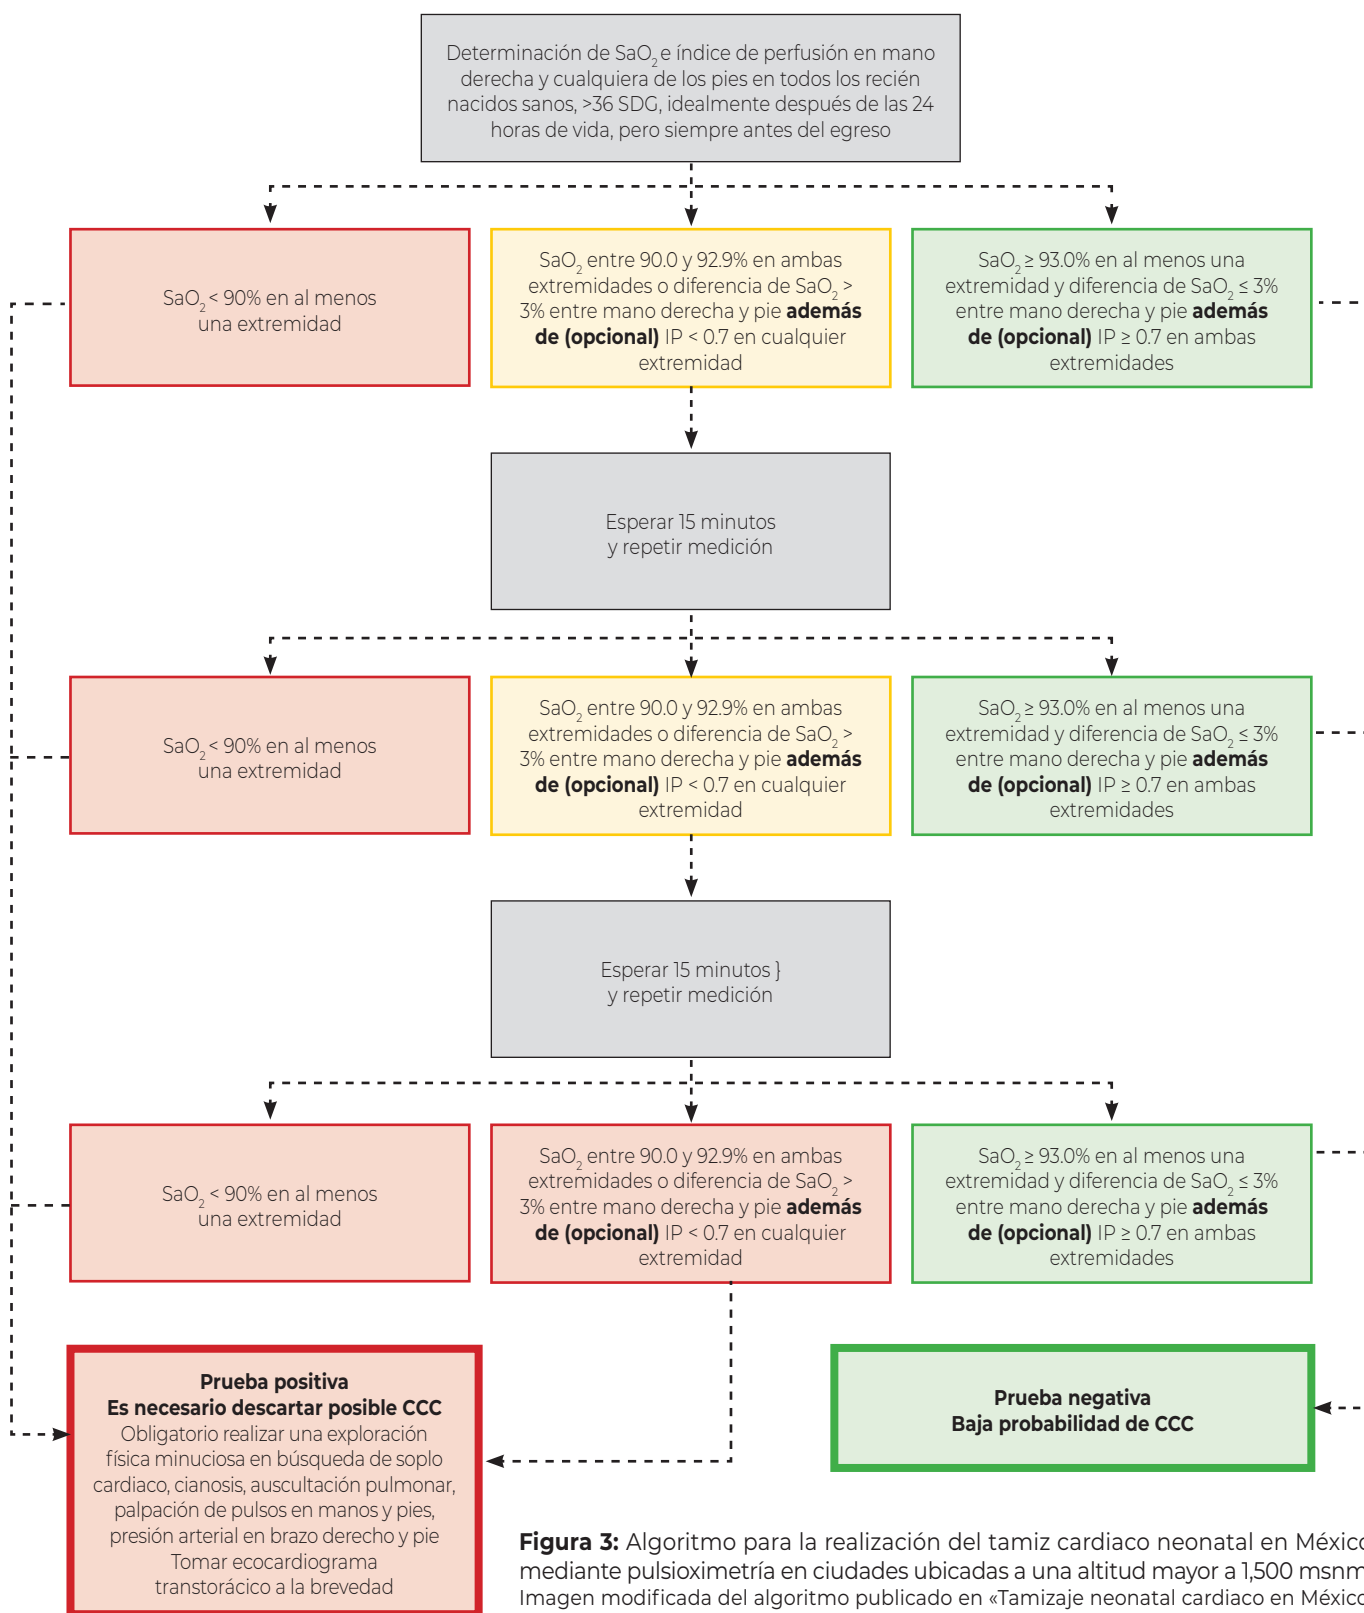 Determinación de SaO2 e índice de perfusión en mano
derecha y cualquiera de los pies en todos los recién
nacidos sanos, >36 SDG, idealmente después de las 24
horas de vida, pero siempre antes del egreso
SaO2 < 90% en al menos
una extremidad
SaO2 entre 90.0 y 92.9% en ambas
extremidades o diferencia de SaO2 >
3% entre mano derecha y pie además
de (opcional) IP < 0.7 en cualquier
extremidad
SaO2 ≥ 93.0% en al menos una
extremidad y diferencia de SaO2 ≤ 3%
entre mano derecha y pie además
de (opcional) IP ≥ 0.7 en ambas
extremidades
Esperar 15 minutos
y repetir medición
SaO2 < 90% en al menos
una extremidad
SaO2 entre 90.0 y 92.9% en ambas
extremidades o diferencia de SaO2 >
3% entre mano derecha y pie además
de (opcional) IP < 0.7 en cualquier
extremidad
SaO2 ≥ 93.0% en al menos una
extremidad y diferencia de SaO2 ≤ 3%
entre mano derecha y pie además
de (opcional) IP ≥ 0.7 en ambas
extremidades
Esperar 15 minutos }
y repetir medición
SaO2 < 90% en al menos
una extremidad
SaO2 entre 90.0 y 92.9% en ambas
extremidades o diferencia de SaO2 >
3% entre mano derecha y pie además
de (opcional) IP < 0.7 en cualquier
extremidad
SaO2 ≥ 93.0% en al menos una
extremidad y diferencia de SaO2 ≤ 3%
entre mano derecha y pie además
de (opcional) IP ≥ 0.7 en ambas
extremidades
Prueba positiva
Es necesario descartar posible CCC
Obligatorio realizar una exploración
física minuciosa en búsqueda de soplo
cardiaco, cianosis, auscultación pulmonar,
palpación de pulsos en manos y pies,
presión arterial en brazo derecho y pie
Tomar ecocardiograma
transtorácico a la brevedad
Prueba negativa
Baja probabilidad de CCC
Figura 3: Algoritmo para la realización del tamiz cardiaco neonatal en México
mediante pulsioximetría en ciudades ubicadas a una altitud mayor a 1,500 msnm
Imagen modificada del algoritmo publicado en «Tamizaje neonatal cardiaco en México